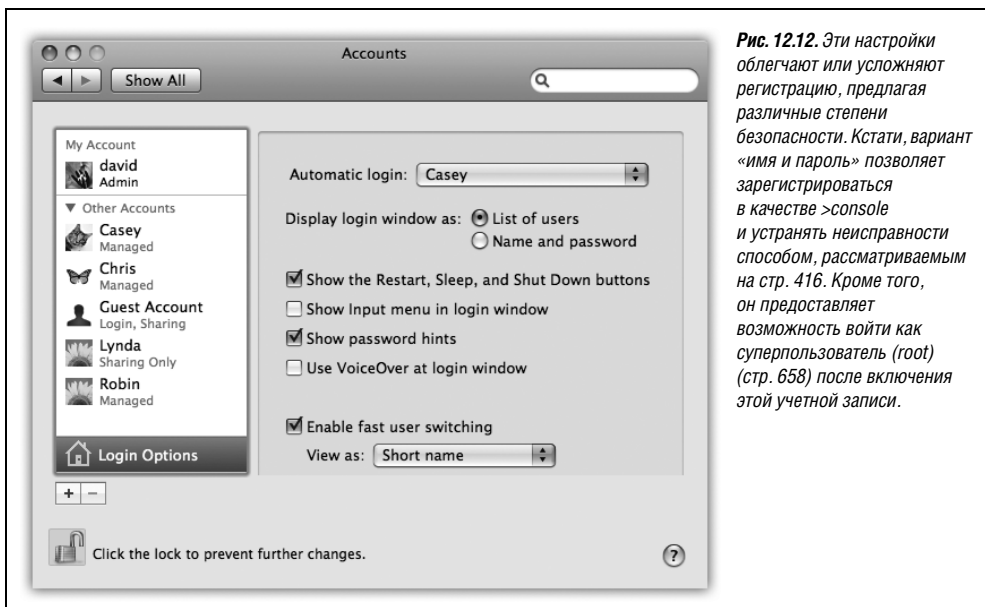 Accounts
Show All
My Account
david
Admin
Other Accounts
Casey
Managed
Chris
Managed
Guest Account
Login, Sharing
Lynda
Sharing Only
Robin
Managed
Login Options
+ −
Automatic login: Casey
Display login window as: List of users
Name and password
Show the Restart, Sleep, and Shut Down buttons
Show Input menu in login window
Show password hints
Use VoiceOver at login window
Enable fast user switching
View as: Short name
Click the lock to prevent further changes.
?
Рис. 12.12. Эти настройки
облегчают или усложняют
регистрацию, предлагая
различные степени
безопасности. Кстати, вариант
«имя и пароль» позволяет
зарегистрироваться
в качестве >console
и устранять неисправности
способом, рассматриваемым
на стр. 416. Кроме того,
он предоставляет
возможность войти как
суперпользователь (root)
(стр. 658) после включения
этой учетной записи.